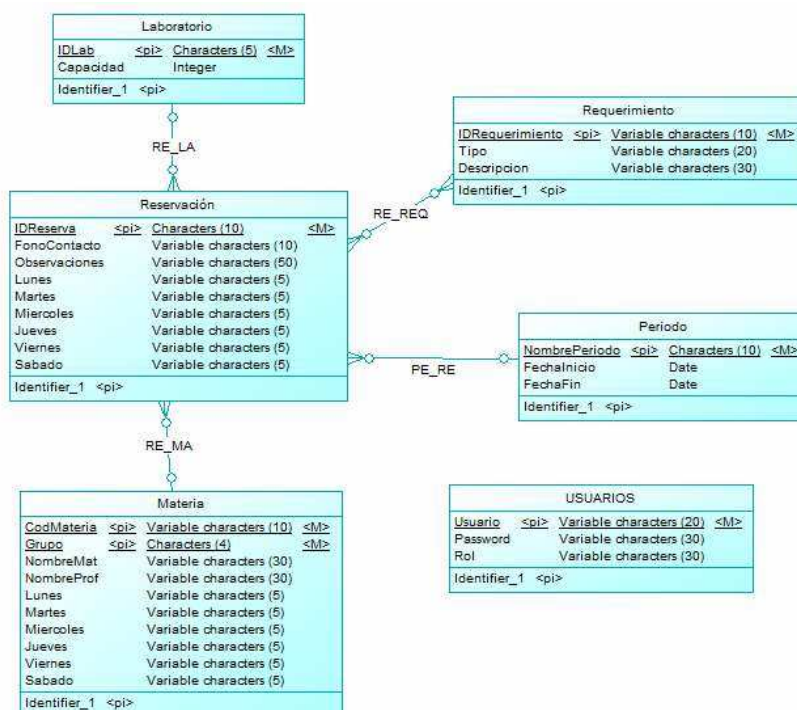 Laboratorio
IDLab <pi> Characters (5) <M>
Capacidad Integer
Identifier_1 <pi>
RE_LA
Requerimiento
IDRequerimiento <pi> Variable characters (10) <M>
Tipo Variable characters (20)
Descripcion Variable characters (30)
Identifier_1 <pi>
RE_REQ
Reservación
IDReserva <pi> Characters (10) <M>
FonoContacto Variable characters (10)
Observaciones Variable characters (50)
Lunes Variable characters (5)
Martes Variable characters (5)
Miercoles Variable characters (5)
Jueves Variable characters (5)
Viernes Variable characters (5)
Sabado Variable characters (5)
Identifier_1 <pi>
Periodo
NombrePeriodo <pi> Characters (10) <M>
FechaInicio Date
FechaFin Date
Identifier_1 <pi>
PE_RE
RE_MA
Materia
CodMateria <pi> Variable characters (10) <M>
Grupo <pi> Characters (4) <M>
NombreMat Variable characters (30)
NombreProf Variable characters (30)
Lunes Variable characters (5)
Martes Variable characters (5)
Miercoles Variable characters (5)
Jueves Variable characters (5)
Viernes Variable characters (5)
Sabado Variable characters (5)
Identifier_1 <pi>
USUARIOS
Usuario <pi> Variable characters (20) <M>
Password Variable characters (30)
Rol Variable characters (30)
Identifier_1 <pi>